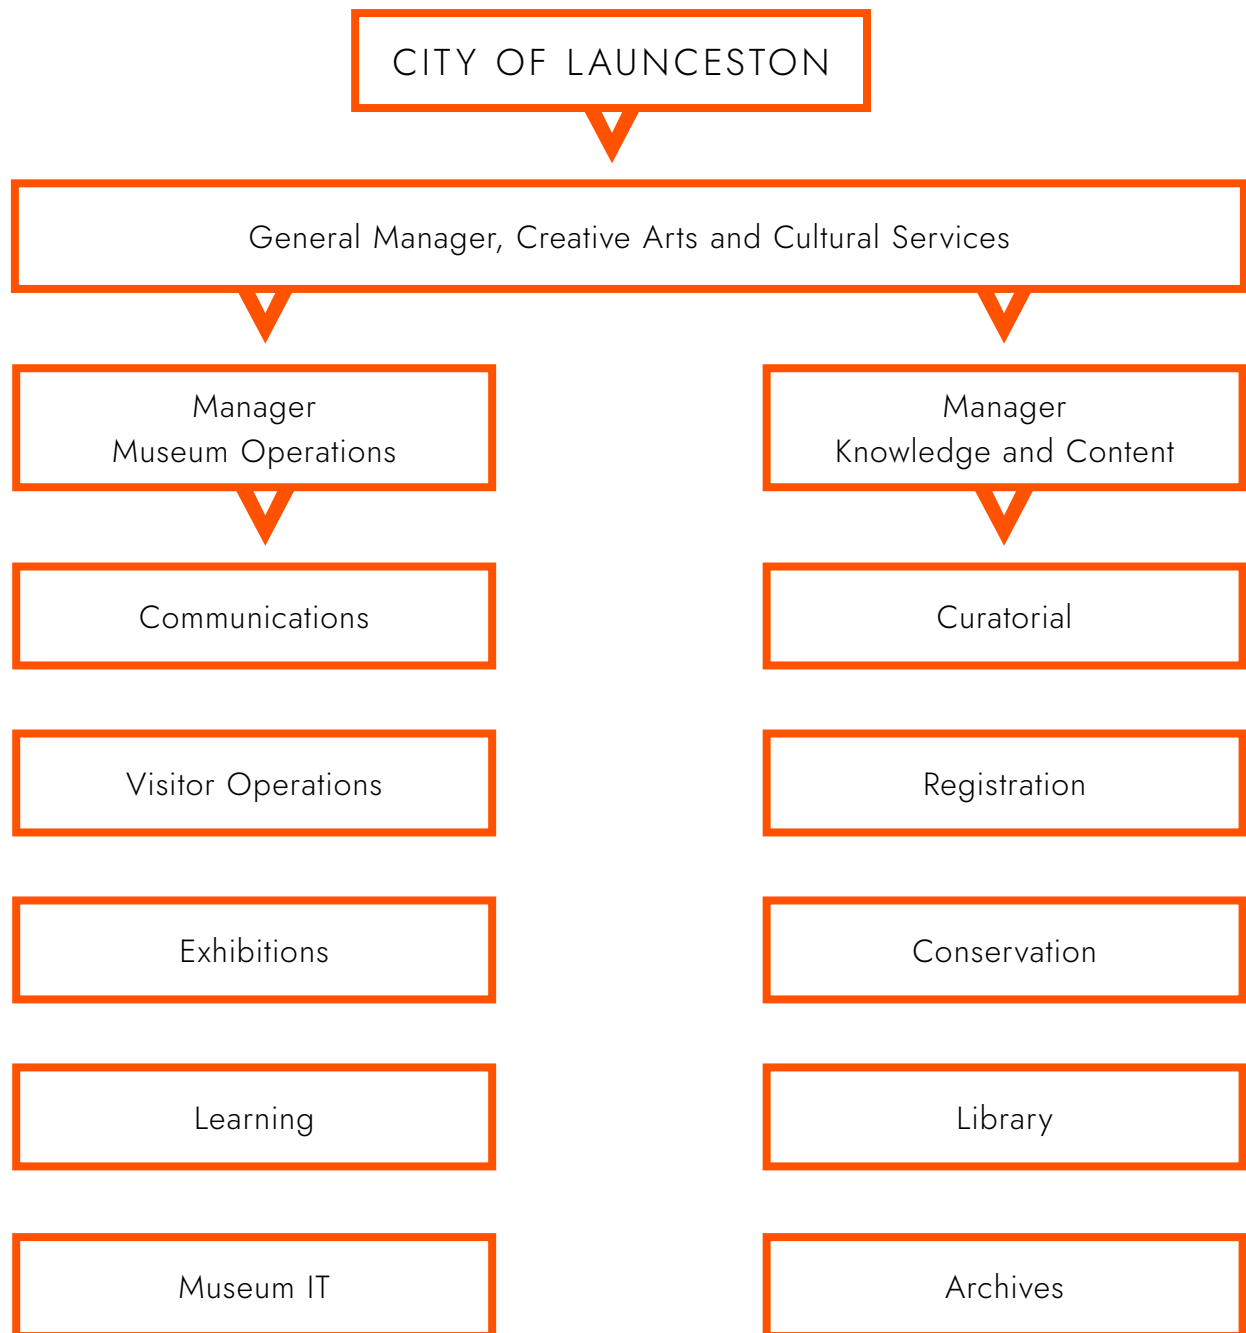 CITY OF LAUNCESTON
General Manager, Creative Arts and Cultural Services
Manager
Museum Operations
Manager
Knowledge and Content
Communications
Curatorial
Visitor Operations
Registration
Exhibitions
Conservation
Learning
Library
Museum IT
Archives